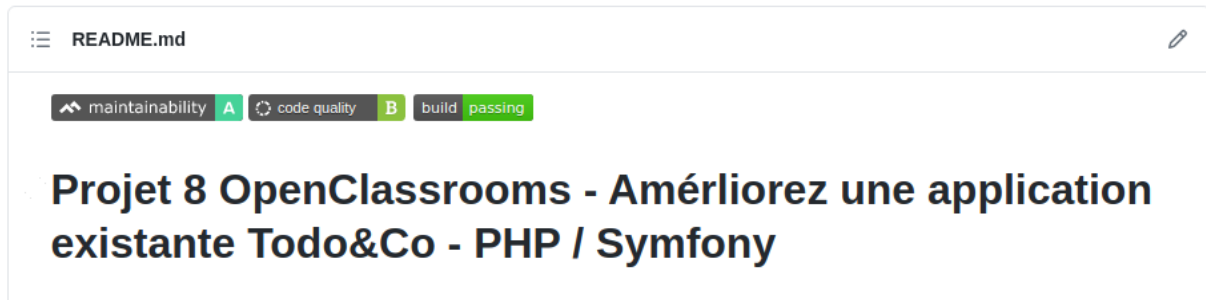 README.md
maintainability A code quality B build passing
Projet 8 OpenClassrooms - Amérliorez une application
existante Todo&Co - PHP / Symfony